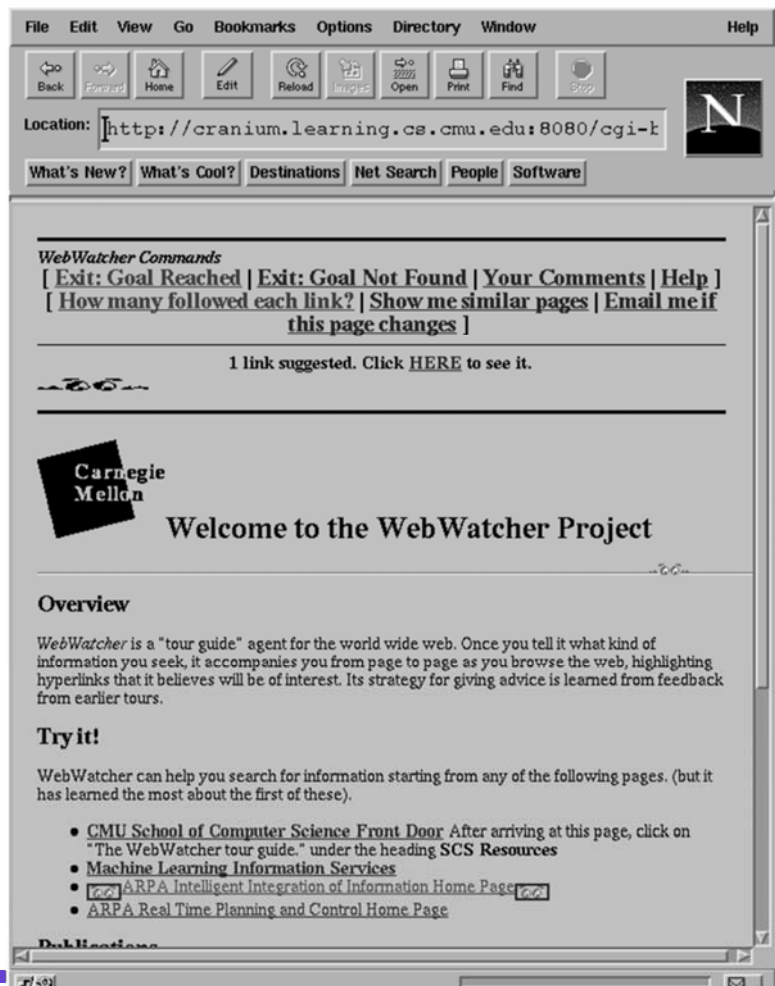 File Edit View Go Bookmarks Options Directory Window Help
Back Forward Home Edit Reload Images Open Print Find Stop
Location: http://cranium.learning.cs.cmu.edu:8080/cgi-b
N
What's New? What's Cool? Destinations Net Search People Software
WebWatcher Commands
[ Exit: Goal Reached | Exit: Goal Not Found | Your Comments | Help ]
[ How many followed each link? | Show me similar pages | Email me if
this page changes ]
1 link suggested. Click HERE to see it.
Carnegie
Mellon
Welcome to the WebWatcher Project
Overview
WebWatcher is a "tour guide" agent for the world wide web. Once you tell it what kind of
information you seek, it accompanies you from page to page as you browse the web, highlighting
hyperlinks that it believes will be of interest. Its strategy for giving advice is learned from feedback
from earlier tours.
Try it!
WebWatcher can help you search for information starting from any of the following pages. (but it
has learned the most about the first of these).
• CMU School of Computer Science Front Door After arriving at this page, click on
"The WebWatcher tour guide." under the heading SCS Resources
• Machine Learning Information Services
• ARPA Intelligent Integration of Information Home Page
• ARPA Real Time Planning and Control Home Page
Publications